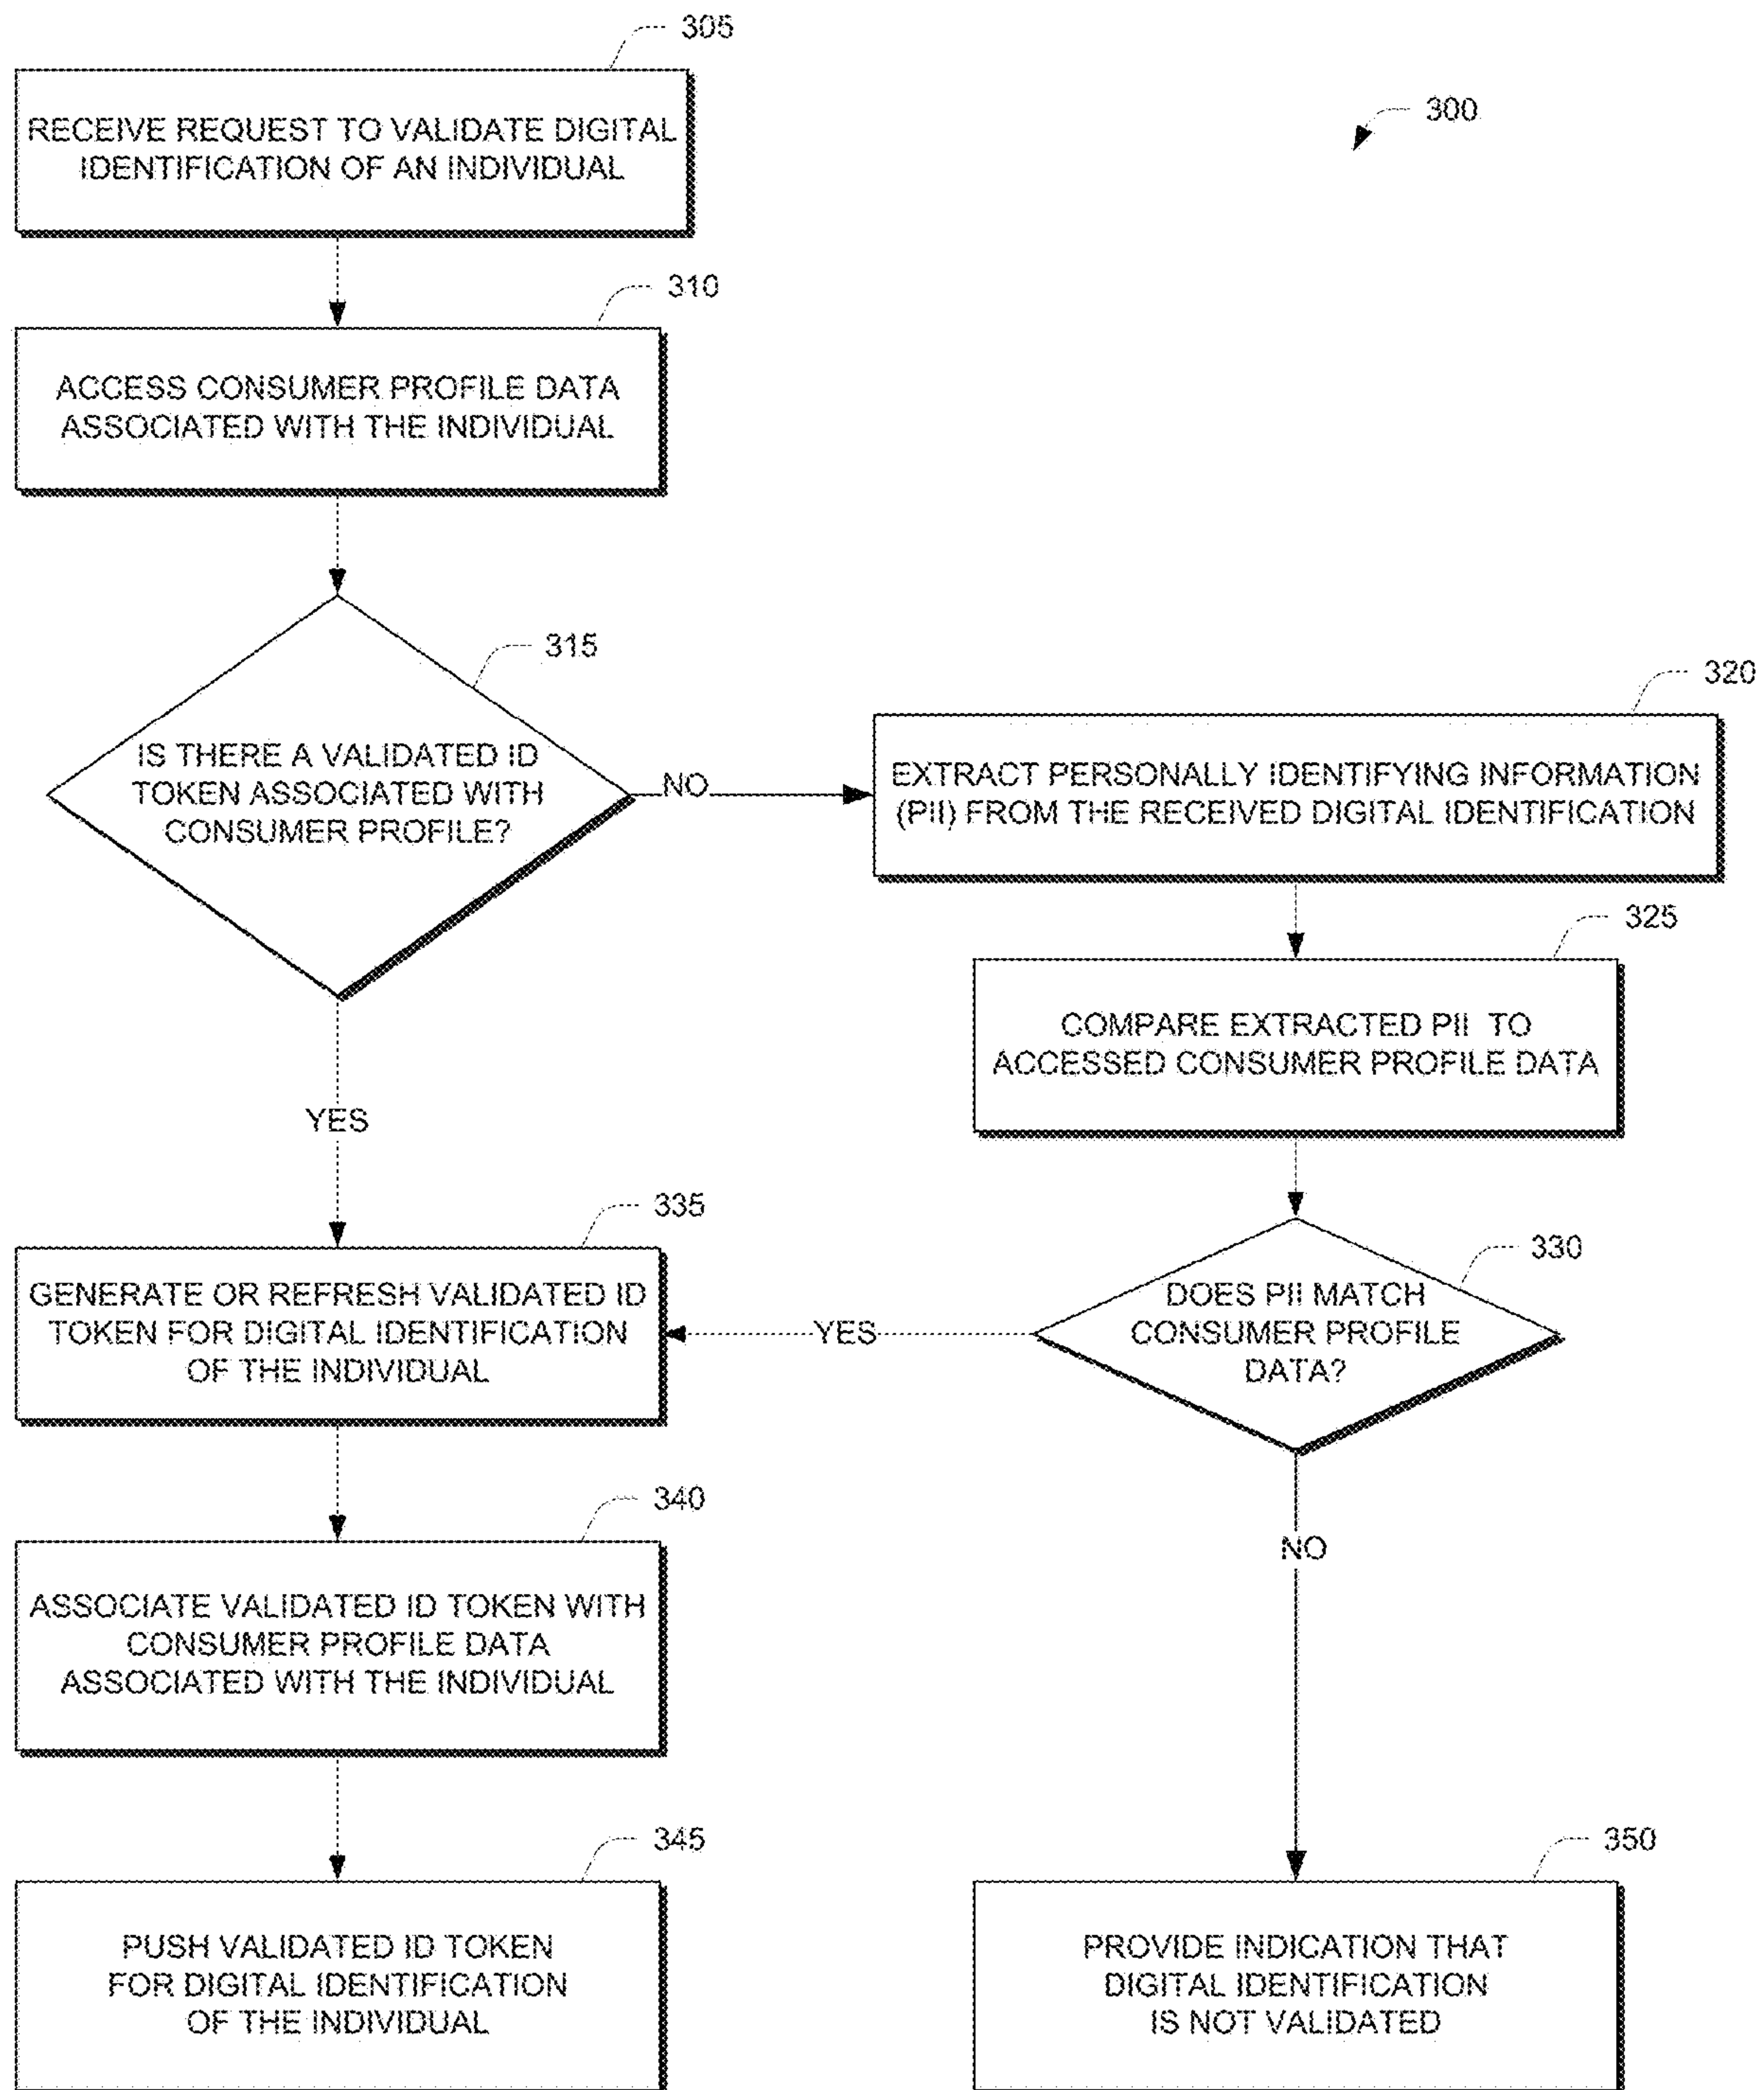 305
300
RECEIVE REQUEST TO VALIDATE DIGITAL
IDENTIFICATION OF AN INDIVIDUAL
310
ACCESS CONSUMER PROFILE DATA
ASSOCIATED WITH THE INDIVIDUAL
315
IS THERE A VALIDATED ID
TOKEN ASSOCIATED WITH
CONSUMER PROFILE?
NO
320
EXTRACT PERSONALLY IDENTIFYING INFORMATION
(PII) FROM THE RECEIVED DIGITAL IDENTIFICATION
325
COMPARE EXTRACTED PII TO
ACCESSED CONSUMER PROFILE DATA
YES
330
DOES PII MATCH
CONSUMER PROFILE
DATA?
YES
335
GENERATE OR REFRESH VALIDATED ID
TOKEN FOR DIGITAL IDENTIFICATION
OF THE INDIVIDUAL
340
ASSOCIATE VALIDATED ID TOKEN WITH
CONSUMER PROFILE DATA
ASSOCIATED WITH THE INDIVIDUAL
NO
345
PUSH VALIDATED ID TOKEN
FOR DIGITAL IDENTIFICATION
OF THE INDIVIDUAL
350
PROVIDE INDICATION THAT
DIGITAL IDENTIFICATION
IS NOT VALIDATED